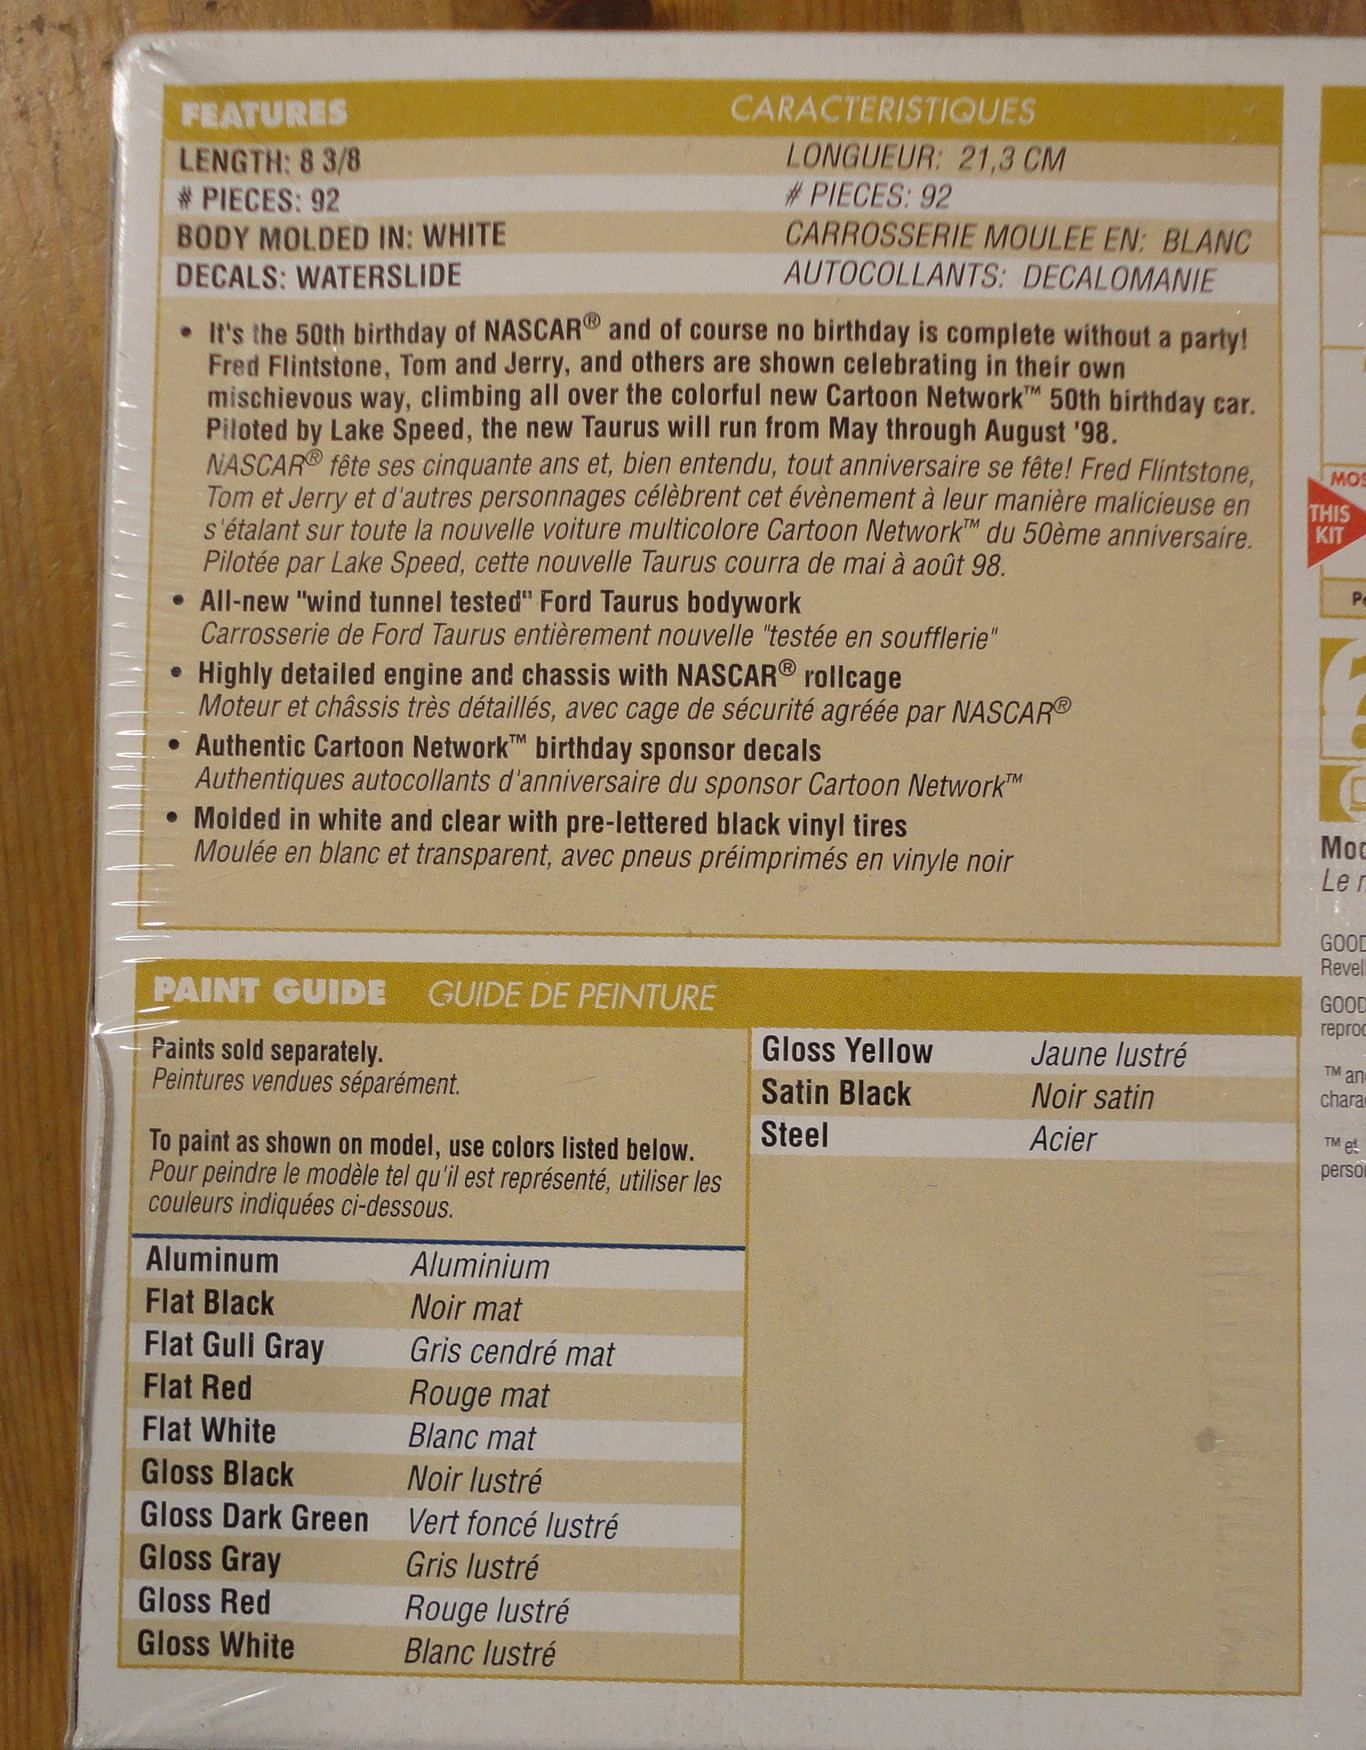 FEATURES CARACTERISTIQUES
LENGTH: 8 3/8 LONGUEUR: 21,3 CM
# PIECES: 92 # PIECES: 92
BODY MOLDED IN: WHITE CARROSSERIE MOULEE EN: BLANC
DECALS: WATERSLIDE AUTOCOLLANTS: DECALOMANIE
• It's the 50th birthday of NASCAR® and of course no birthday is complete without a party!
Fred Flintstone, Tom and Jerry, and others are shown celebrating in their own
mischievous way, climbing all over the colorful new Cartoon Network™ 50th birthday car.
Piloted by Lake Speed, the new Taurus will run from May through August '98.
NASCAR® fête ses cinquante ans et, bien entendu, tout anniversaire se fête! Fred Flintstone,
Tom et Jerry et d'autres personnages célèbrent cet évènement à leur manière malicieuse en
s'étalant sur toute la nouvelle voiture multicolore Cartoon Network™ du 50ème anniversaire.
Pilotée par Lake Speed, cette nouvelle Taurus courra de mai à août 98.
• All-new "wind tunnel tested" Ford Taurus bodywork
Carrosserie de Ford Taurus entièrement nouvelle "testée en soufflerie"
• Highly detailed engine and chassis with NASCAR® rollcage
Moteur et châssis très détaillés, avec cage de sécurité agréée par NASCAR®
• Authentic Cartoon Network™ birthday sponsor decals
Authentiques autocollants d'anniversaire du sponsor Cartoon Network™
• Molded in white and clear with pre-lettered black vinyl tires
Moulée en blanc et transparent, avec pneus préimprimés en vinyle noir
PAINT GUIDE GUIDE DE PEINTURE
Paints sold separately.
Peintures vendues séparément.
To paint as shown on model, use colors listed below.
Pour peindre le modèle tel qu'il est représenté, utiliser les
couleurs indiquées ci-dessous.
Aluminum Aluminium
Flat Black Noir mat
Flat Gull Gray Gris cendré mat
Flat Red Rouge mat
Flat White Blanc mat
Gloss Black Noir lustré
Gloss Dark Green Vert foncé lustré
Gloss Gray Gris lustré
Gloss Red Rouge lustré
Gloss White Blanc lustré
Gloss Yellow Jaune lustré
Satin Black Noir satin
Steel Acier
THIS
KIT
Le
™
™ et